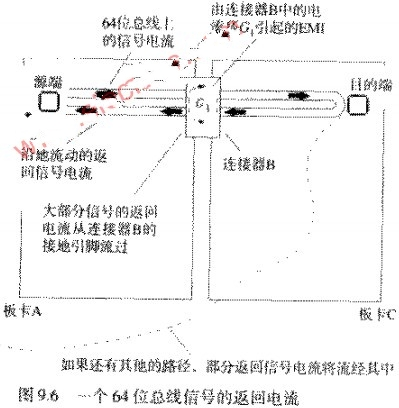 64位总线上
的信号电流
由连接器B中的电
G₁引起的EMI
源端
目的端
G₁
沿地流动的返
回信号电流
连接器B
大部分信号的返回
电流从连接器B的
接地引脚流过
板卡A
板卡C
如果还有其他的路径，部分返回信号电流将流经其中
图9.6 一个64位总线信号的返回电流